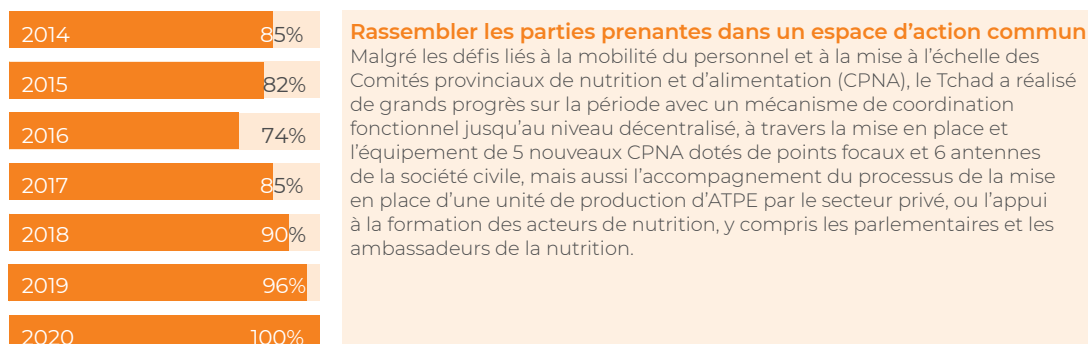 2014 85%
2015 82%
2016 74%
2017 85%
2018 90%
2019 96%
2020 100%
Rassembler les parties prenantes dans un espace d’action commun
Malgré les défis liés à la mobilité du personnel et à la mise à l’échelle des
Comités provinciaux de nutrition et d’alimentation (CPNA), le Tchad a réalisé
de grands progrès sur la période avec un mécanisme de coordination
fonctionnel jusqu’au niveau décentralisé, à travers la mise en place et
l’équipement de 5 nouveaux CPNA dotés de points focaux et 6 antennes
de la société civile, mais aussi l’accompagnement du processus de la mise
en place d’une unité de production d’ATPE par le secteur privé, ou l’appui
à la formation des acteurs de nutrition, y compris les parlementaires et les
ambassadeurs de la nutrition.